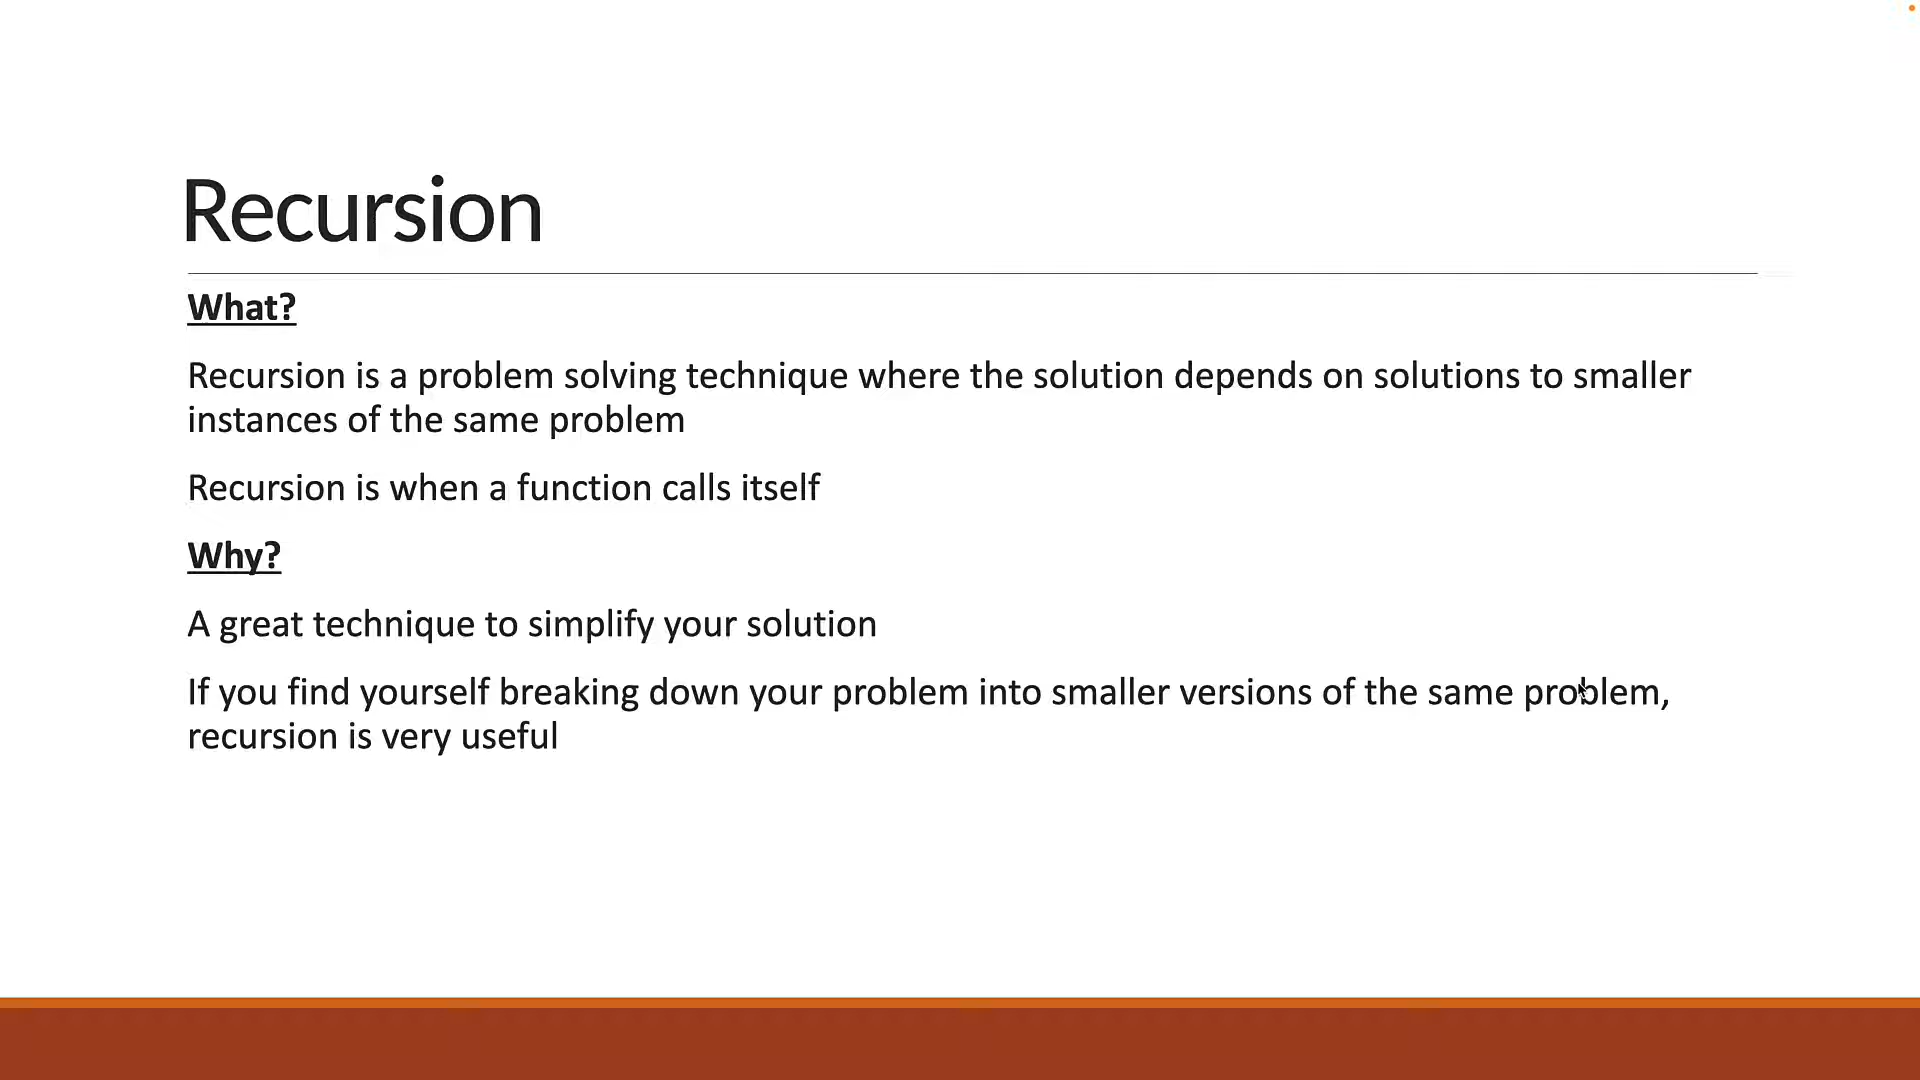 Recursion
What?
Recursion is a problem solving technique where the solution depends on solutions to smaller
instances of the same problem
Recursion is when a function calls itself
Why?
A great technique to simplify your solution
If you find yourself breaking down your problem into smaller versions of the same problem,
recursion is very useful